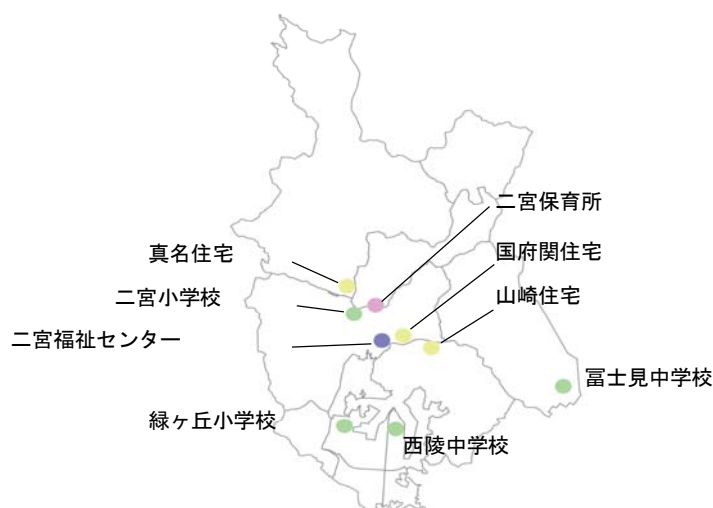 二宮保育所
真名住宅
国府関住宅
二宮小学校
山崎住宅
二宮福祉センター
冨士見中学校
緑ヶ丘小学校
西陵中学校